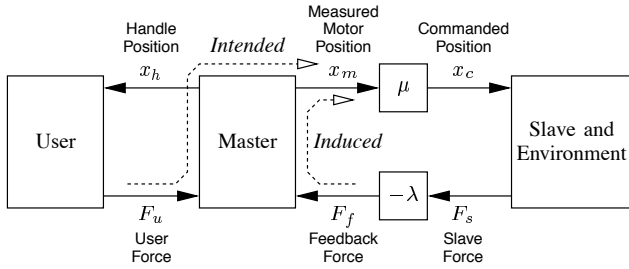 Handle
Position
Intended
Measured
Motor
Position
Commanded
Position
x_h
x_m
x_c
μ
User
Master
Induced
Slave and
Environment
−λ
F_u
F_f
F_s
User
Force
Feedback
Force
Slave
Force